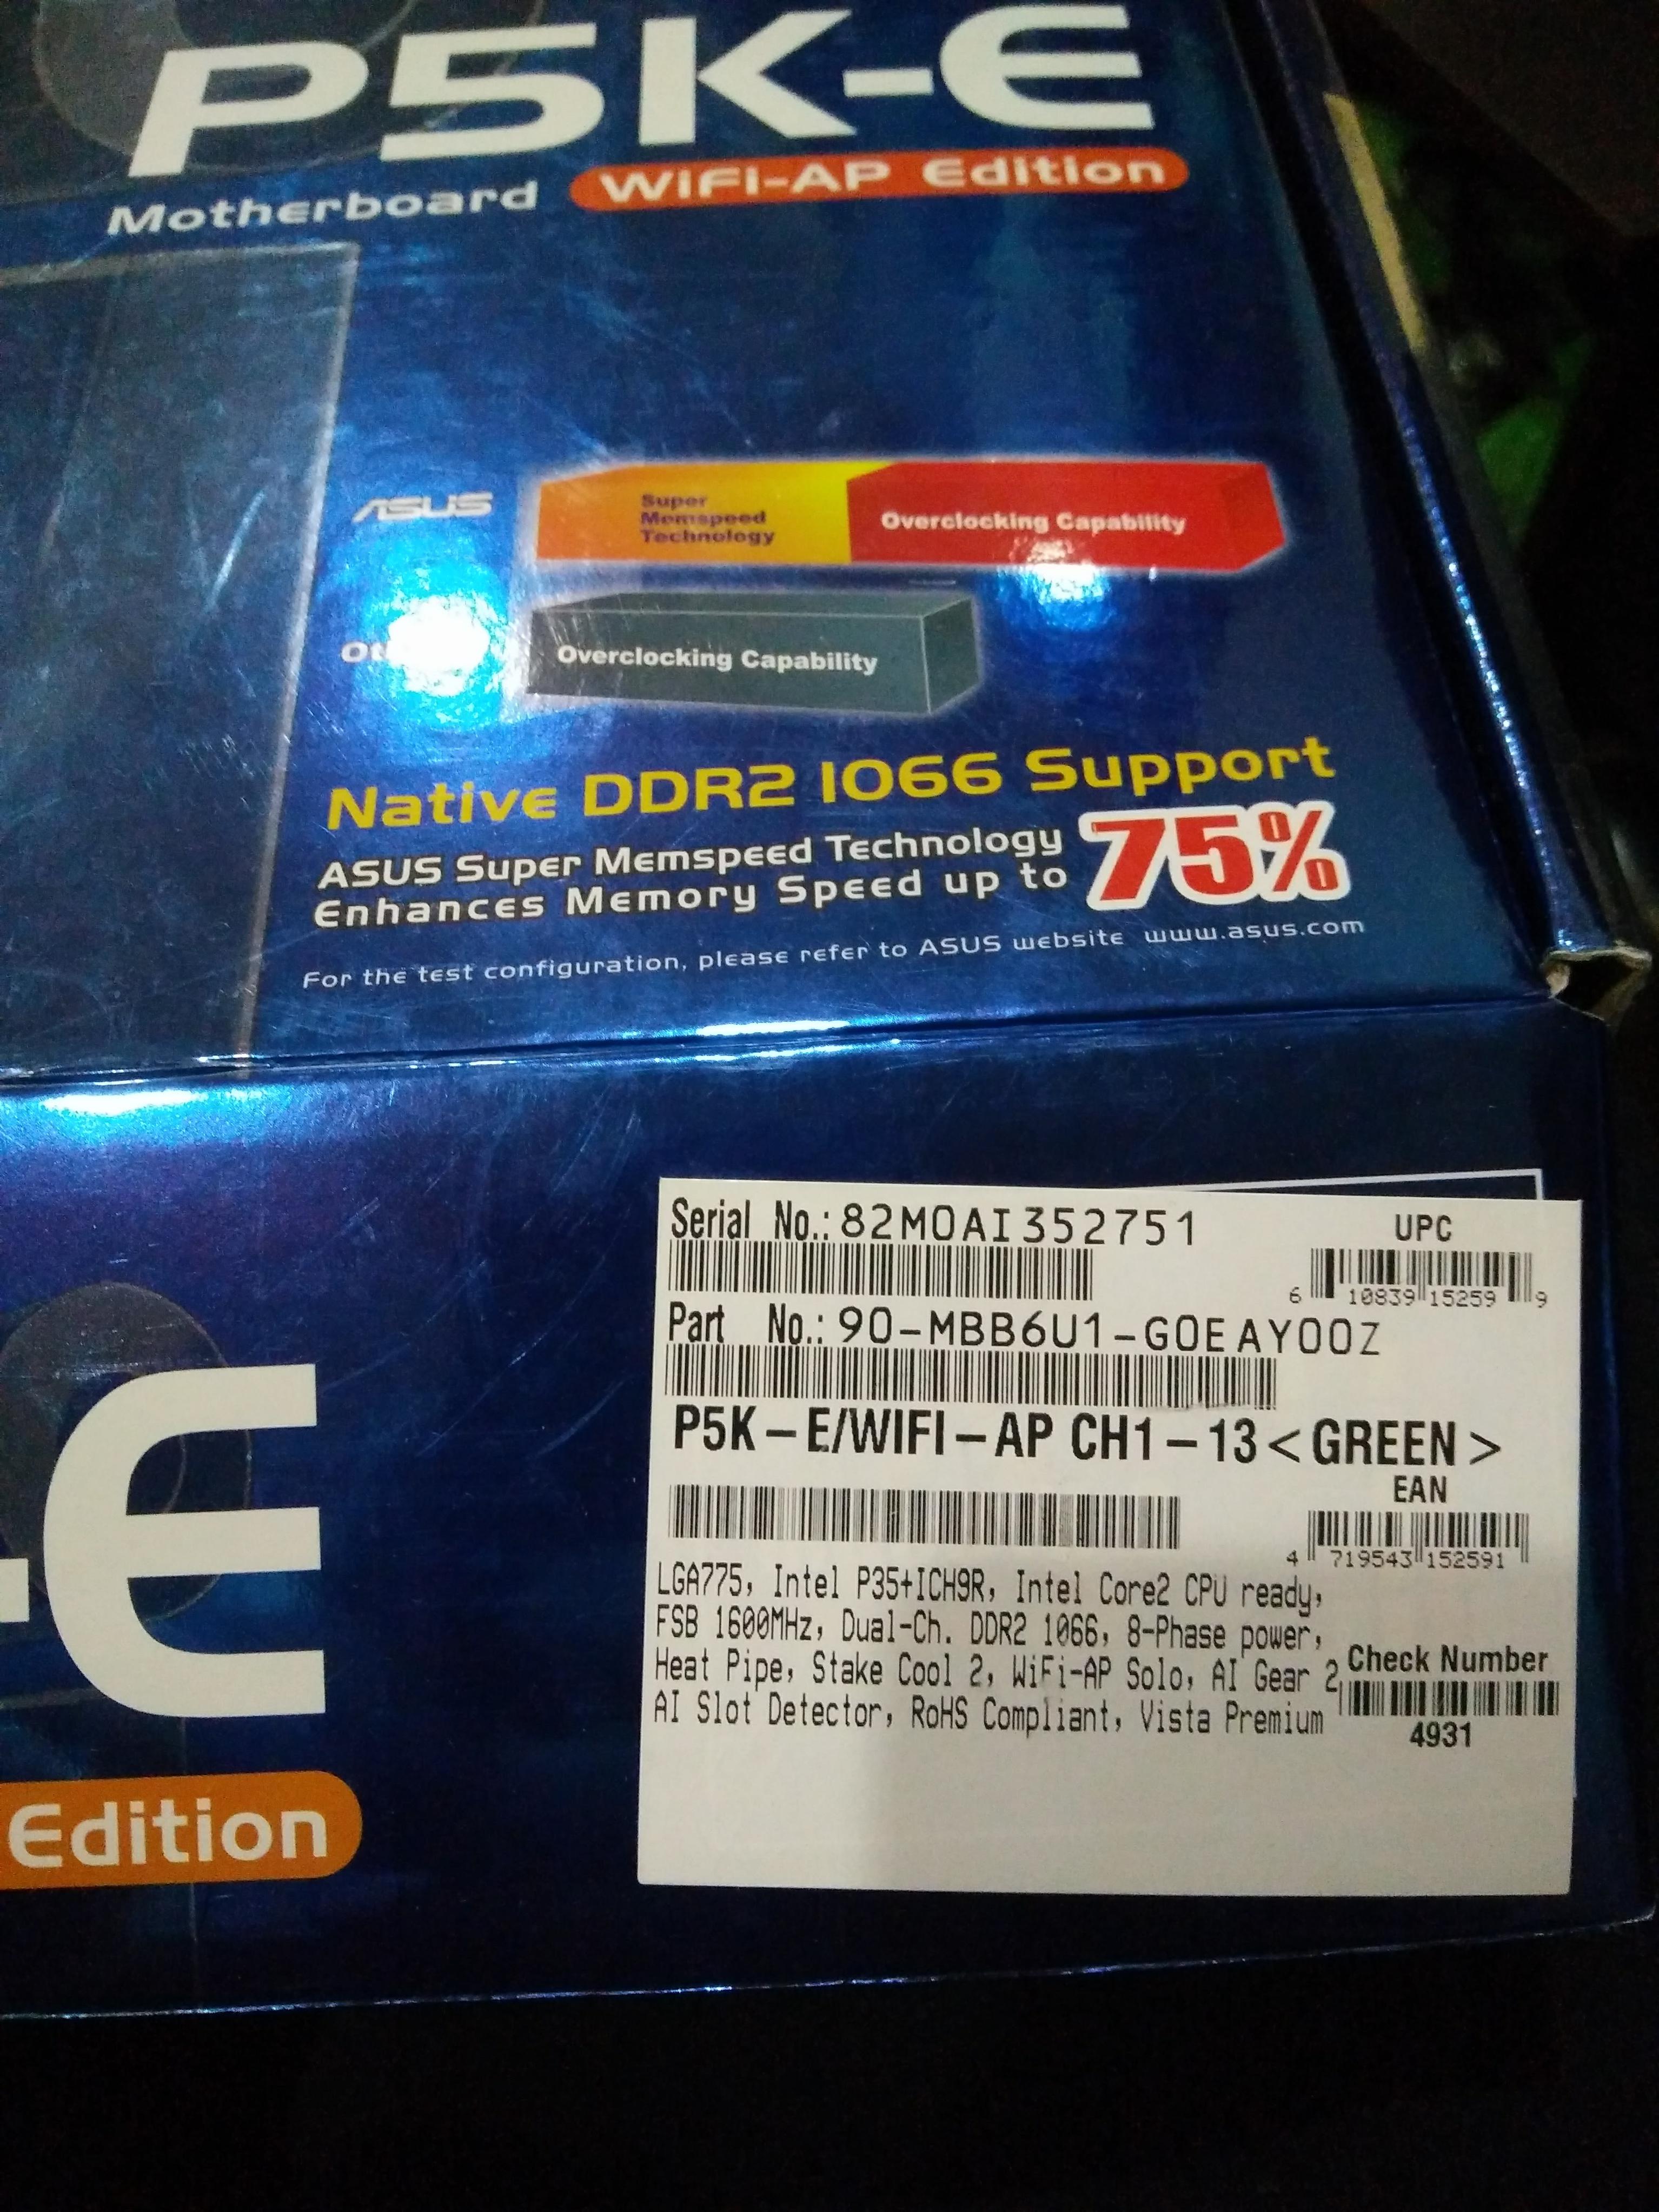 P5K-E
Motherboard WiFi-AP Edition
ASUS
Super
Memspeed
Technology
Overclocking Capability
Overclocking Capability
Native DDR2 1066 Support
ASUS Super Memspeed Technology
Enhances Memory Speed up to 75%
For the test configuration, please refer to ASUS website www.asus.com
-E
Edition
Serial No.: 82M0AI352751
UPC
6 10839 15259 9
Part No.: 90-MBB6U1-G0EAY00Z
P5K-E/WIFI-AP CH1-13<GREEN>
EAN
4 719543 152591
LGA775, Intel P35+ICH9R, Intel Core2 CPU ready,
FSB 1600MHz, Dual-Ch. DDR2 1066, 8-Phase power,
Heat Pipe, Stake Cool 2, WiFi-AP Solo, AI Gear 2
AI Slot Detector, RoHS Compliant, Vista Premium
Check Number
4931